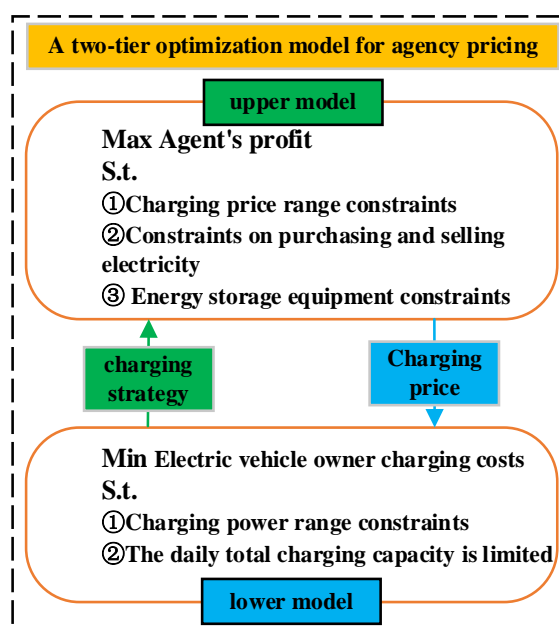 A two-tier optimization model for agency pricing
upper model
Max Agent's profit
S.t.
①Charging price range constraints
②Constraints on purchasing and selling
electricity
③ Energy storage equipment constraints
charging
strategy
Charging
price
Min Electric vehicle owner charging costs
S.t.
①Charging power range constraints
②The daily total charging capacity is limited
lower model